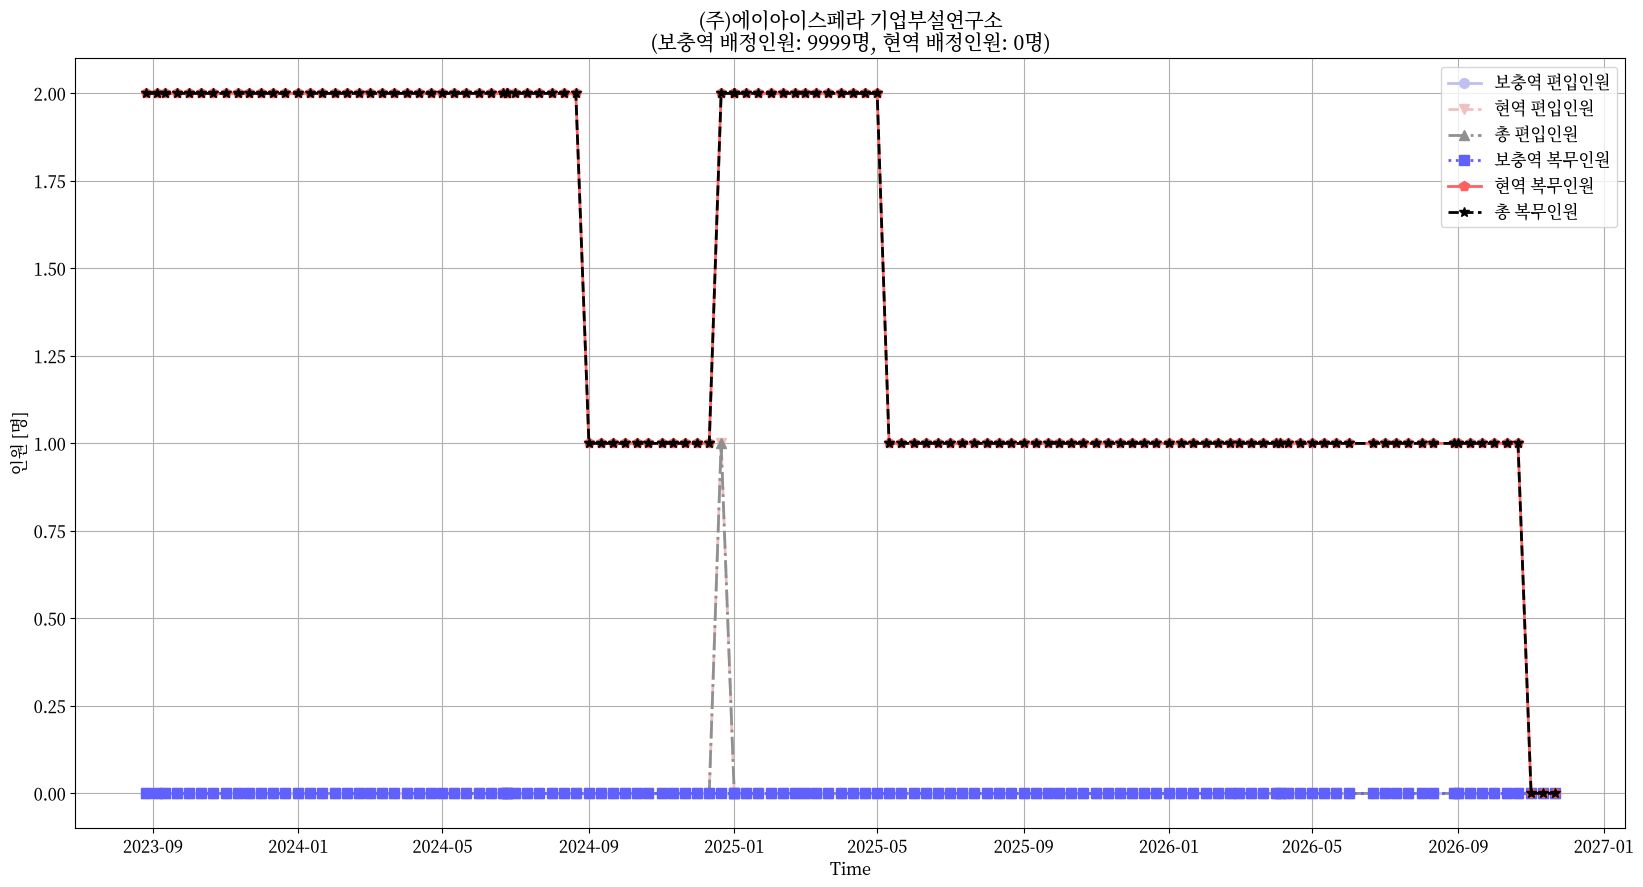 (주)에이아이스페라 기업부설연구소
(보충역 배정인원: 9999명, 현역 배정인원: 0명)
보충역 편입인원
현역 편입인원
총 편입인원
보충역 복무인원
현역 복무인원
총 복무인원
인원 [명]
2.00
1.75
1.50
1.25
1.00
0.75
0.50
0.25
0.00
2023-09
2024-01
2024-05
2024-09
2025-01
2025-05
2025-09
2026-01
2026-05
2026-09
2027-01
Time